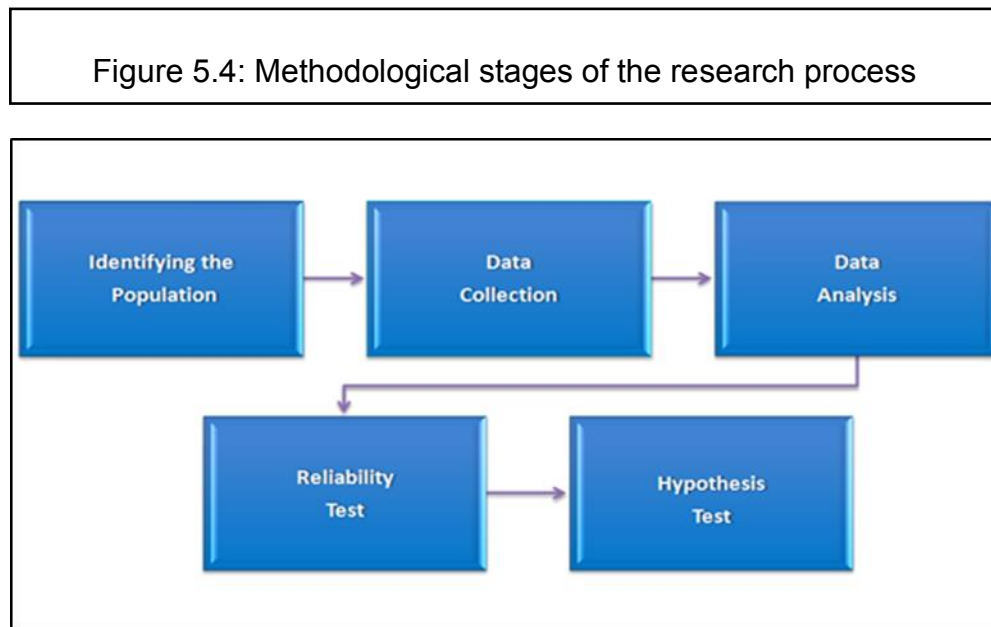 Figure 5.4: Methodological stages of the research process
Identifying the
Population
Data
Collection
Data
Analysis
Reliability
Test
Hypothesis
Test